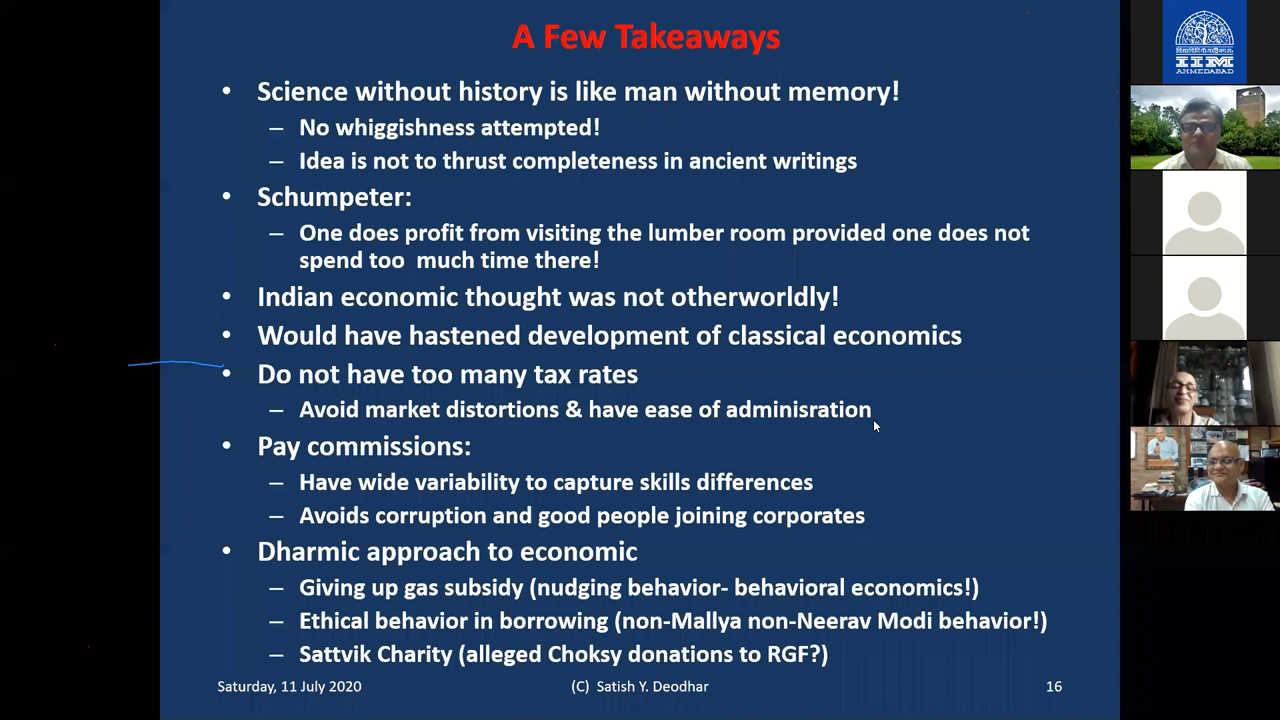 A Few Takeaways
• Science without history is like man without memory!
– No whiggishness attempted!
– Idea is not to thrust completeness in ancient writings
• Schumpeter:
– One does profit from visiting the lumber room provided one does not
spend too much time there!
• Indian economic thought was not otherworldly!
• Would have hastened development of classical economics
• Do not have too many tax rates
– Avoid market distortions & have ease of adminisration
• Pay commissions:
– Have wide variability to capture skills differences
– Avoids corruption and good people joining corporates
• Dharmic approach to economic
– Giving up gas subsidy (nudging behavior- behavioral economics!)
– Ethical behavior in borrowing (non-Mallya non-Neerav Modi behavior!)
– Sattvik Charity (alleged Choksy donations to RGF?)
Saturday, 11 July 2020 (C) Satish Y. Deodhar 16
IIM
AHMEDABAD